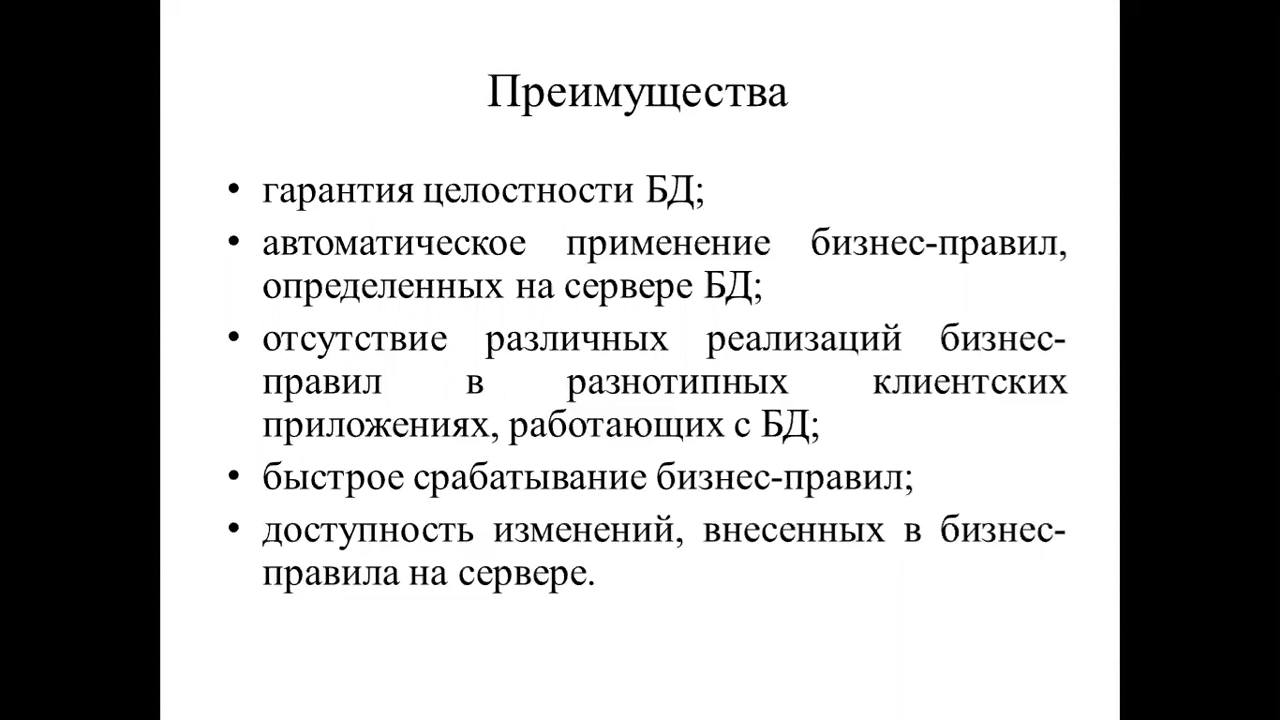 Преимущества
• гарантия целостности БД;
• автоматическое применение бизнес-правил,
определенных на сервере БД;
• отсутствие различных реализаций бизнес-
правил в разнотипных клиентских
приложениях, работающих с БД;
• быстрое срабатывание бизнес-правил;
• доступность изменений, внесенных в бизнес-
правила на сервере.